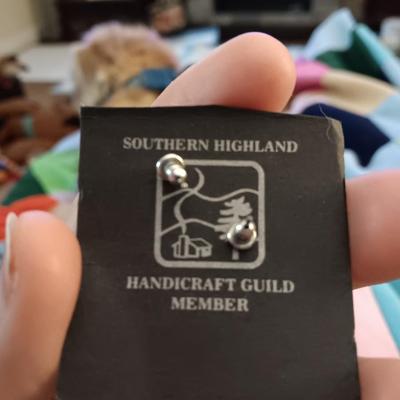 SOUTHERN HIGHLAND
HANDICRAFT GUILD
MEMBER